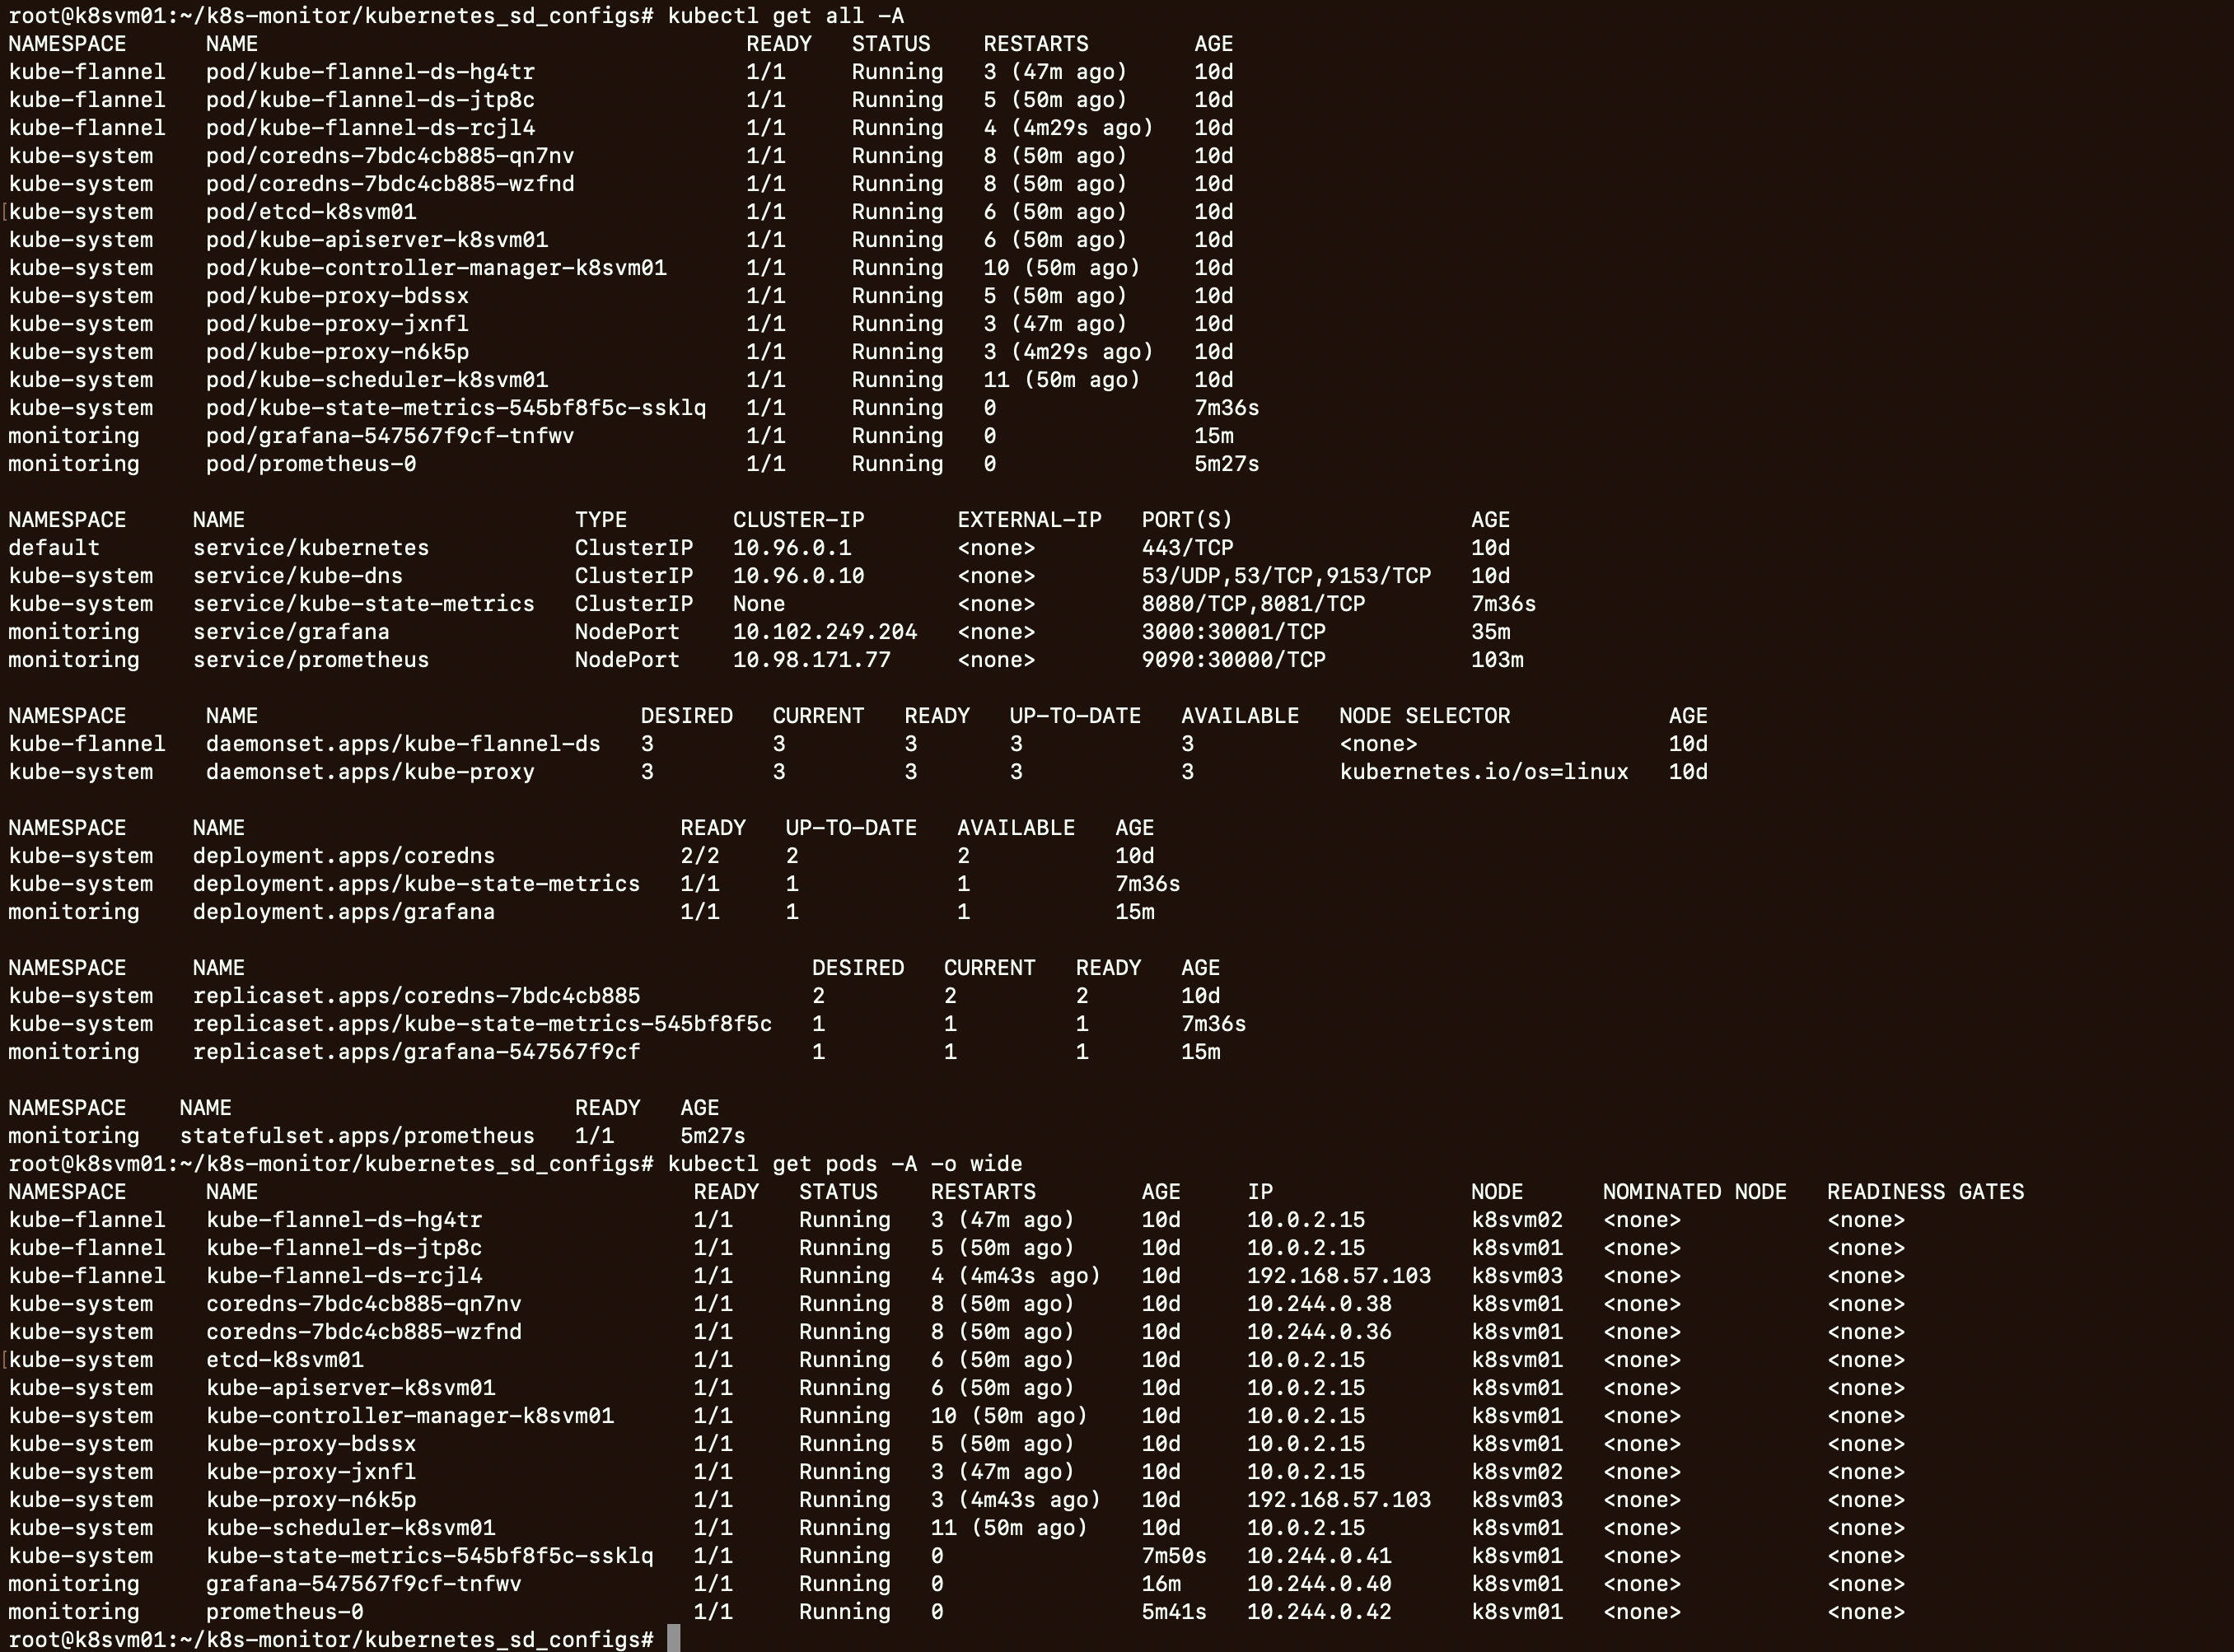 root@k8svm01:~/k8s-monitor/kubernetes_sd_configs# kubectl get all -A
NAMESPACE NAME READY STATUS RESTARTS AGE
kube-flannel pod/kube-flannel-ds-hg4tr 1/1 Running 3 (47m ago) 10d
kube-flannel pod/kube-flannel-ds-jtp8c 1/1 Running 5 (50m ago) 10d
kube-flannel pod/kube-flannel-ds-rcjl4 1/1 Running 4 (4m29s ago) 10d
kube-system pod/coredns-7bdc4cb885-qn7nv 1/1 Running 8 (50m ago) 10d
kube-system pod/coredns-7bdc4cb885-wzfnd 1/1 Running 8 (50m ago) 10d
[kube-system pod/etcd-k8svm01 1/1 Running 6 (50m ago) 10d
kube-system pod/kube-apiserver-k8svm01 1/1 Running 6 (50m ago) 10d
kube-system pod/kube-controller-manager-k8svm01 1/1 Running 10 (50m ago) 10d
kube-system pod/kube-proxy-bdssx 1/1 Running 5 (50m ago) 10d
kube-system pod/kube-proxy-jxnfl 1/1 Running 3 (47m ago) 10d
kube-system pod/kube-proxy-n6k5p 1/1 Running 3 (4m29s ago) 10d
kube-system pod/kube-scheduler-k8svm01 1/1 Running 11 (50m ago) 10d
kube-system pod/kube-state-metrics-545bf8f5c-ssklq 1/1 Running 0 7m36s
monitoring pod/grafana-547567f9cf-tnfwv 1/1 Running 0 15m
monitoring pod/prometheus-0 1/1 Running 0 5m27s
NAMESPACE NAME TYPE CLUSTER-IP EXTERNAL-IP PORT(S) AGE
default service/kubernetes ClusterIP 10.96.0.1 <none> 443/TCP 10d
kube-system service/kube-dns ClusterIP 10.96.0.10 <none> 53/UDP,53/TCP,9153/TCP 10d
kube-system service/kube-state-metrics ClusterIP None <none> 8080/TCP,8081/TCP 7m36s
monitoring service/grafana NodePort 10.102.249.204 <none> 3000:30001/TCP 35m
monitoring service/prometheus NodePort 10.98.171.77 <none> 9090:30000/TCP 103m
NAMESPACE NAME DESIRED CURRENT READY UP-TO-DATE AVAILABLE NODE SELECTOR AGE
kube-flannel daemonset.apps/kube-flannel-ds 3 3 3 3 3 <none> 10d
kube-system daemonset.apps/kube-proxy 3 3 3 3 3 kubernetes.io/os=linux 10d
NAMESPACE NAME READY UP-TO-DATE AVAILABLE AGE
kube-system deployment.apps/coredns 2/2 2 2 10d
kube-system deployment.apps/kube-state-metrics 1/1 1 1 7m36s
monitoring deployment.apps/grafana 1/1 1 1 15m
NAMESPACE NAME DESIRED CURRENT READY AGE
kube-system replicaset.apps/coredns-7bdc4cb885 2 2 2 10d
kube-system replicaset.apps/kube-state-metrics-545bf8f5c 1 1 1 7m36s
monitoring replicaset.apps/grafana-547567f9cf 1 1 1 15m
NAMESPACE NAME READY AGE
monitoring statefulset.apps/prometheus 1/1 5m27s
root@k8svm01:~/k8s-monitor/kubernetes_sd_configs# kubectl get pods -A -o wide
NAMESPACE NAME READY STATUS RESTARTS AGE IP NODE NOMINATED NODE READINESS GATES
kube-flannel kube-flannel-ds-hg4tr 1/1 Running 3 (47m ago) 10d 10.0.2.15 k8svm02 <none> <none>
kube-flannel kube-flannel-ds-jtp8c 1/1 Running 5 (50m ago) 10d 10.0.2.15 k8svm01 <none> <none>
kube-flannel kube-flannel-ds-rcjl4 1/1 Running 4 (4m43s ago) 10d 192.168.57.103 k8svm03 <none> <none>
kube-system coredns-7bdc4cb885-qn7nv 1/1 Running 8 (50m ago) 10d 10.244.0.38 k8svm01 <none> <none>
kube-system coredns-7bdc4cb885-wzfnd 1/1 Running 8 (50m ago) 10d 10.244.0.36 k8svm01 <none> <none>
[kube-system etcd-k8svm01 1/1 Running 6 (50m ago) 10d 10.0.2.15 k8svm01 <none> <none>
kube-system kube-apiserver-k8svm01 1/1 Running 6 (50m ago) 10d 10.0.2.15 k8svm01 <none> <none>
kube-system kube-controller-manager-k8svm01 1/1 Running 10 (50m ago) 10d 10.0.2.15 k8svm01 <none> <none>
kube-system kube-proxy-bdssx 1/1 Running 5 (50m ago) 10d 10.0.2.15 k8svm01 <none> <none>
kube-system kube-proxy-jxnfl 1/1 Running 3 (47m ago) 10d 10.0.2.15 k8svm02 <none> <none>
kube-system kube-proxy-n6k5p 1/1 Running 3 (4m43s ago) 10d 192.168.57.103 k8svm03 <none> <none>
kube-system kube-scheduler-k8svm01 1/1 Running 11 (50m ago) 10d 10.0.2.15 k8svm01 <none> <none>
kube-system kube-state-metrics-545bf8f5c-ssklq 1/1 Running 0 7m50s 10.244.0.41 k8svm01 <none> <none>
monitoring grafana-547567f9cf-tnfwv 1/1 Running 0 16m 10.244.0.40 k8svm01 <none> <none>
monitoring prometheus-0 1/1 Running 0 5m41s 10.244.0.42 k8svm01 <none> <none>
root@k8svm01:~/k8s-monitor/kubernetes_sd_configs#